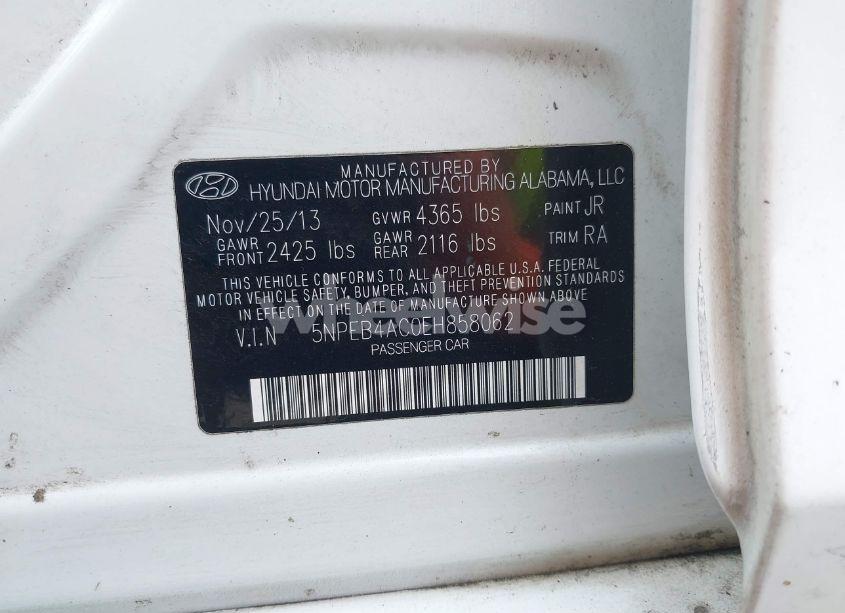 MANUFACTURED BY
HYUNDAI MOTOR MANUFACTURING ALABAMA, LLC
Nov/25/13 GVWR 4365 lbs PAINT JR
GAWR FRONT 2425 lbs GAWR REAR 2116 lbs TRIM RA
THIS VEHICLE CONFORMS TO ALL APPLICABLE U.S.A. FEDERAL
MOTOR VEHICLE SAFETY, BUMPER, AND THEFT PREVENTION STANDARDS
IN EFFECT ON THE DATE OF MANUFACTURE SHOWN ABOVE
V.I.N 5NPEB4AC0EH858062
PASSENGER CAR